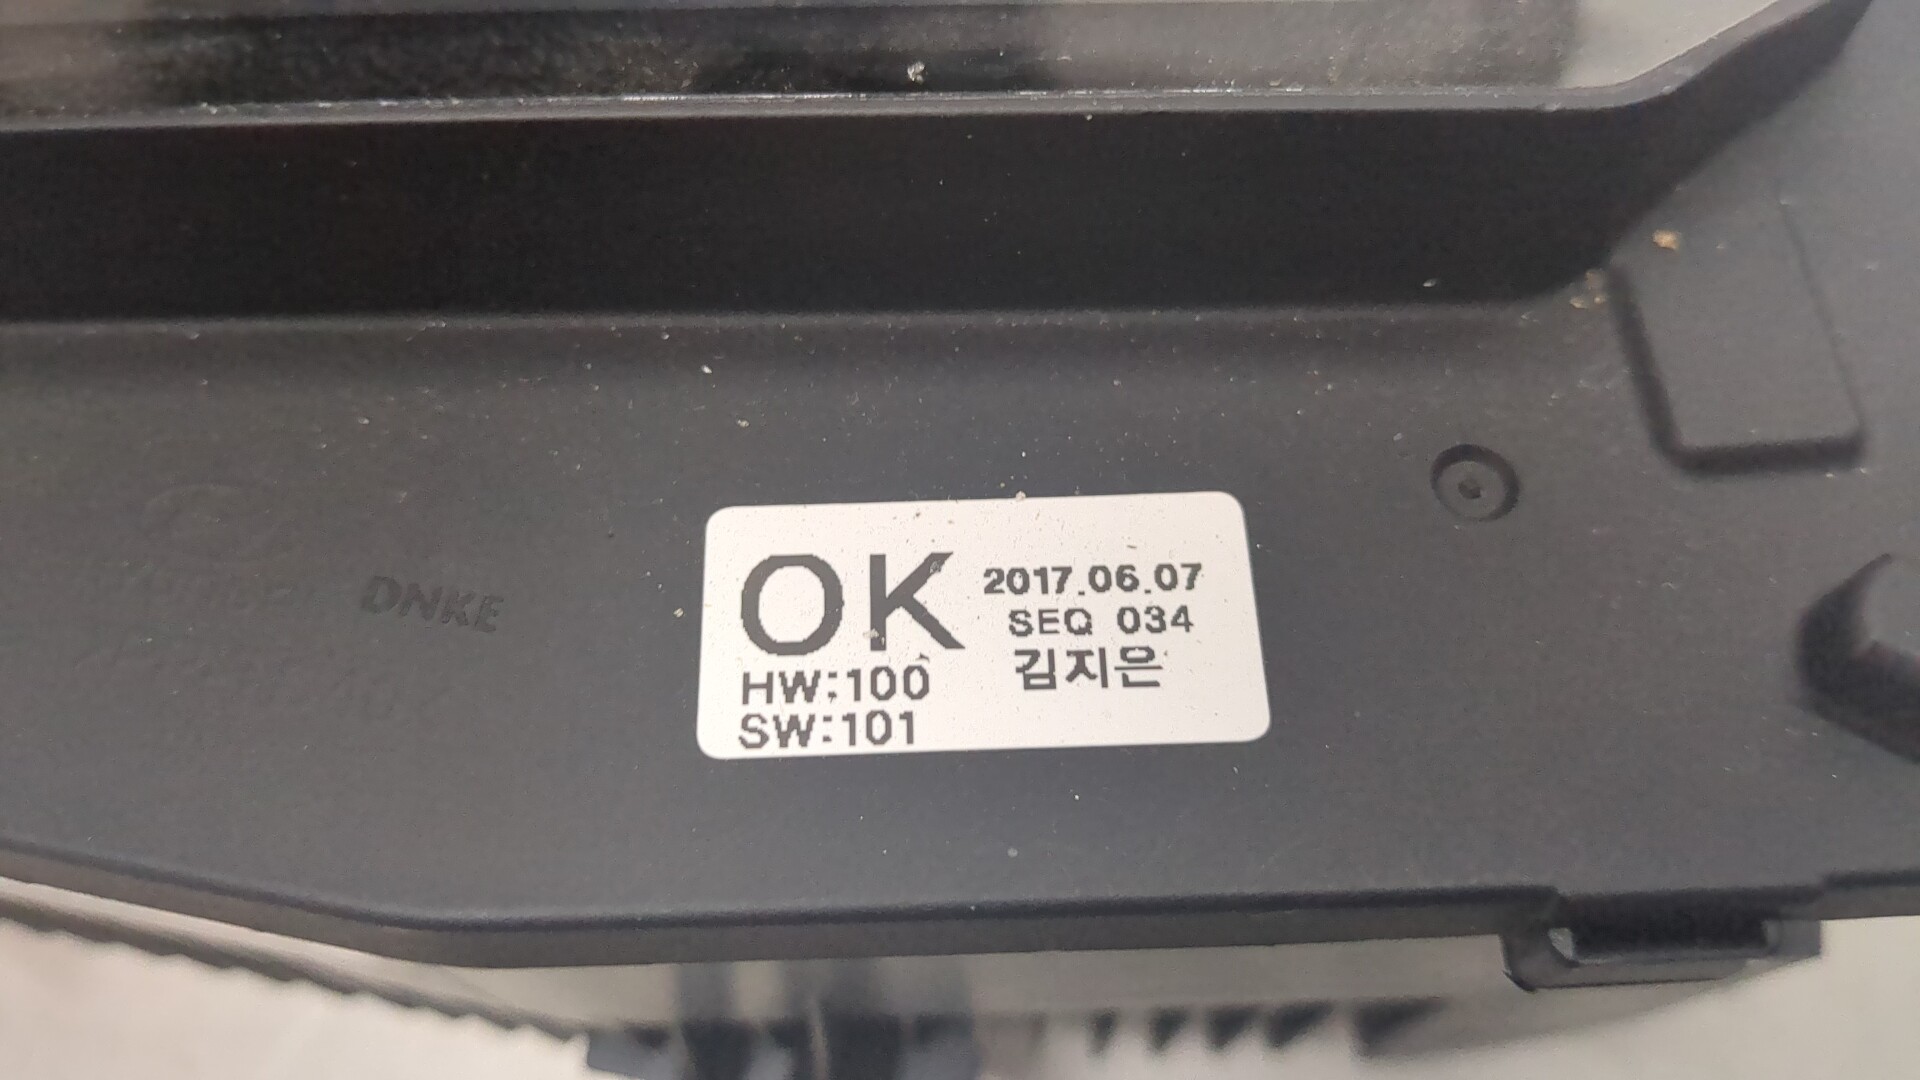 DNKE
OK
HW:100
SW:101
2017.06.07
SEQ 034
김지은